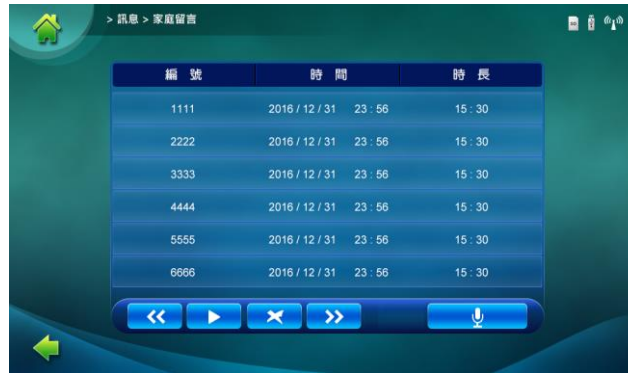 > 訊息 > 家庭留言
編 號 時 間 時 長
1111 2016 / 12 / 31 23 : 56 15 : 30
2222 2016 / 12 / 31 23 : 56 15 : 30
3333 2016 / 12 / 31 23 : 56 15 : 30
4444 2016 / 12 / 31 23 : 56 15 : 30
5555 2016 / 12 / 31 23 : 56 15 : 30
6666 2016 / 12 / 31 23 : 56 15 : 30